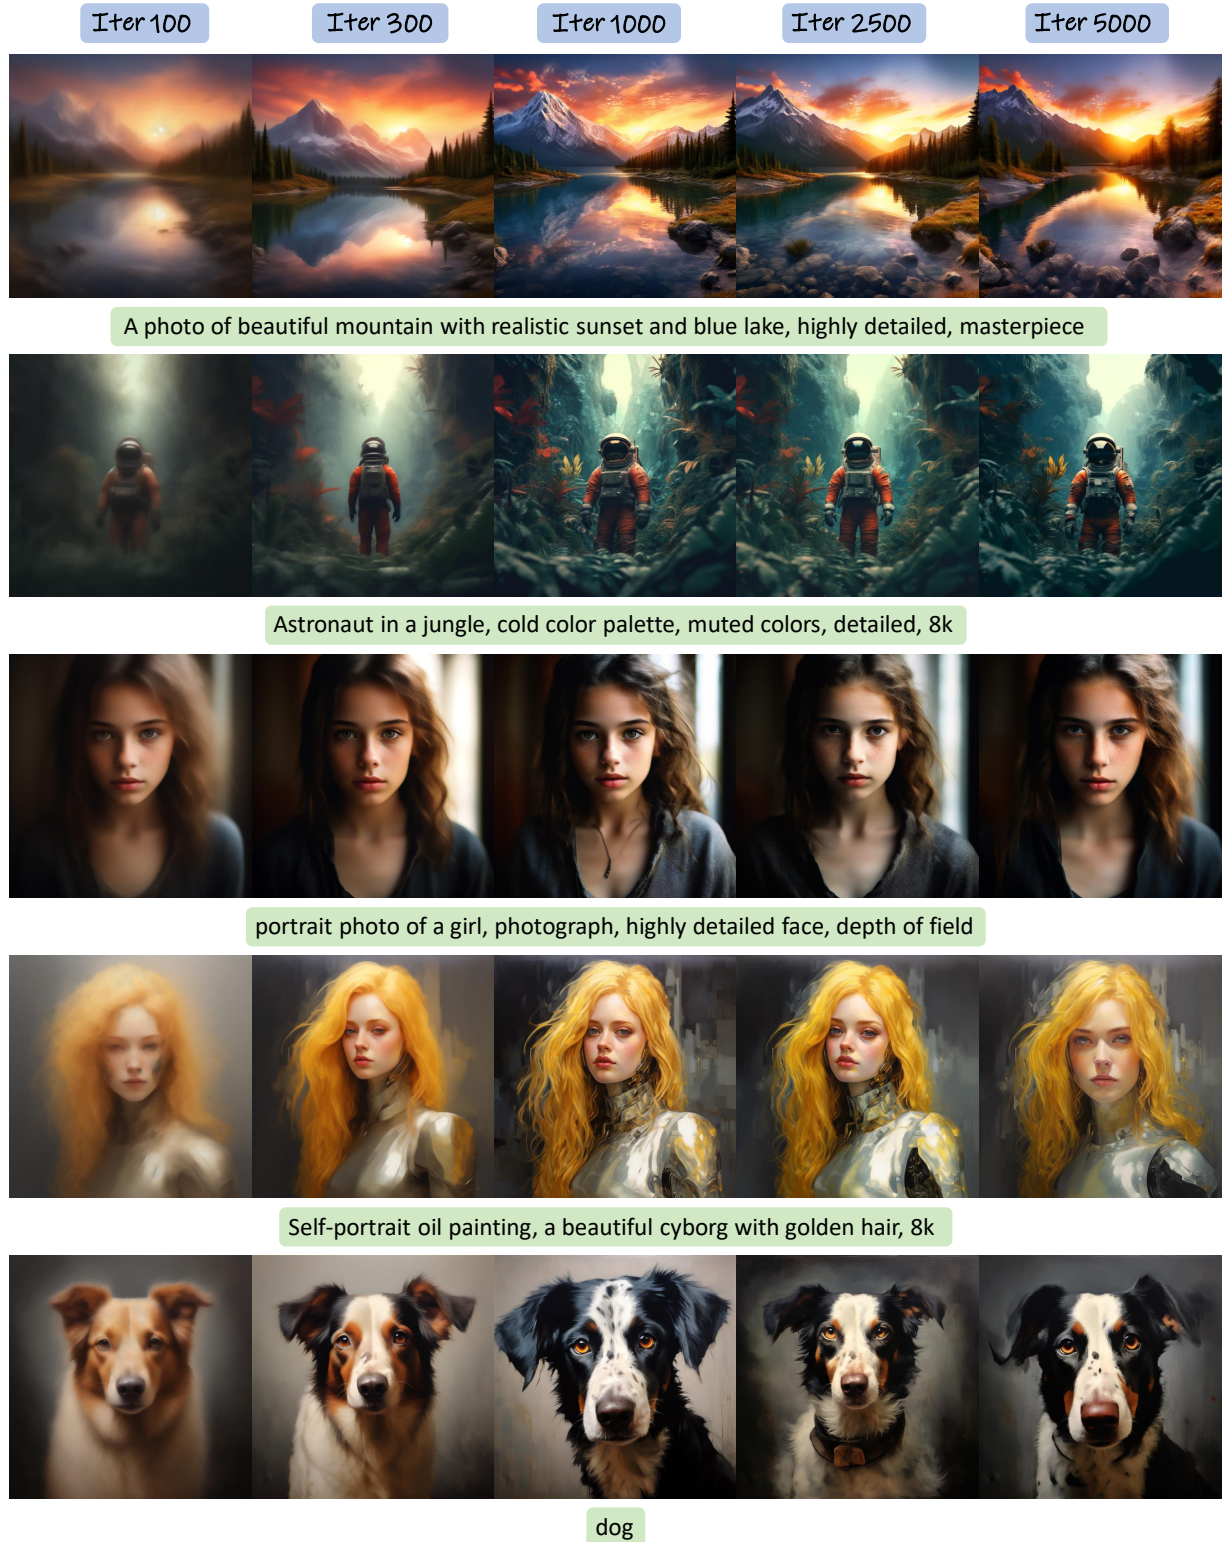 Iter 100 Iter 300 Iter 1000 Iter 2500 Iter 5000
A photo of beautiful mountain with realistic sunset and blue lake, highly detailed, masterpiece
Astronaut in a jungle, cold color palette, muted colors, detailed, 8k
portrait photo of a girl, photograph, highly detailed face, depth of field
Self-portrait oil painting, a beautiful cyborg with golden hair, 8k
dog